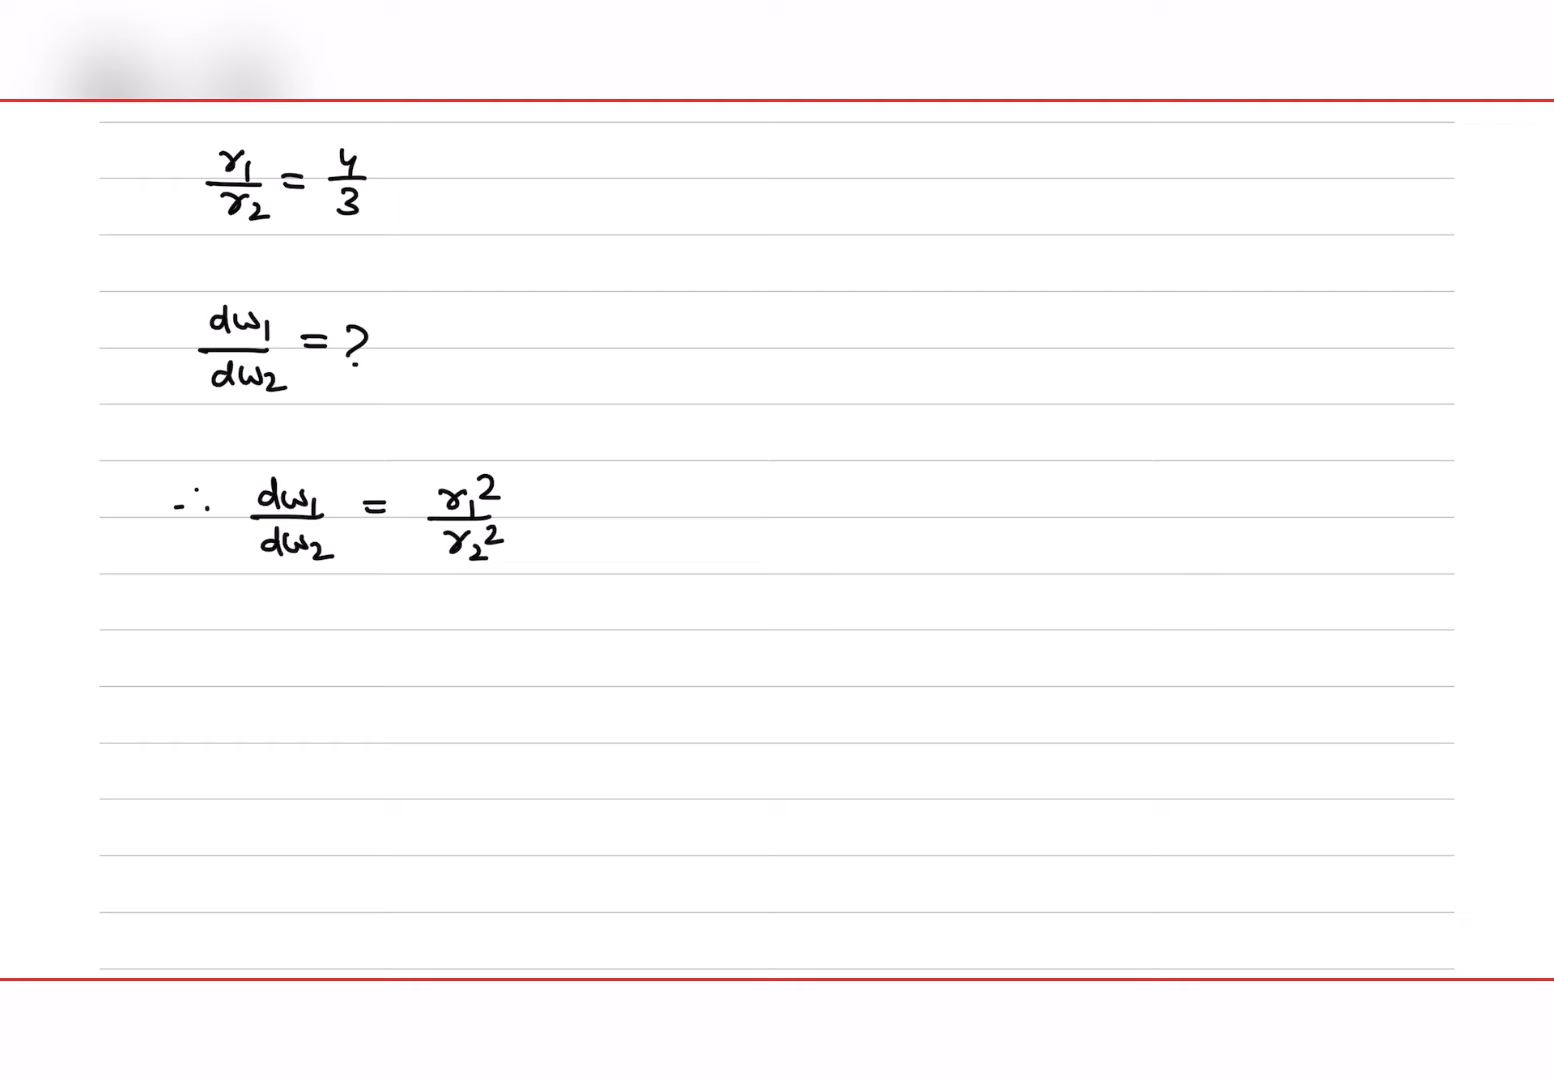 r₁/r₂ = 4/3
dw₁/dw₂ = ?
∴ dw₁/dw₂ = r₁²/r₂²